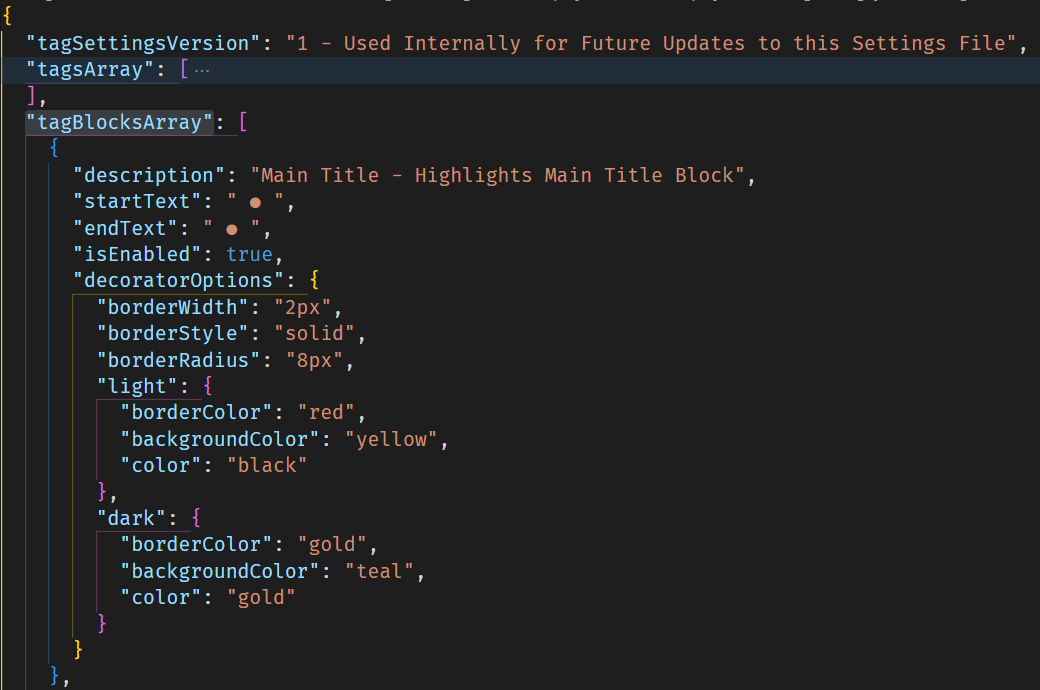 {
  "tagSettingsVersion": "1 - Used Internally for Future Updates to this Settings File",
  "tagsArray": [ ···
  ],
  "tagBlocksArray": [
    {
      "description": "Main Title - Highlights Main Title Block",
      "startText": " ● ",
      "endText": " ● ",
      "isEnabled": true,
      "decoratorOptions": {
        "borderWidth": "2px",
        "borderStyle": "solid",
        "borderRadius": "8px",
        "light": {
          "borderColor": "red",
          "backgroundColor": "yellow",
          "color": "black"
        },
        "dark": {
          "borderColor": "gold",
          "backgroundColor": "teal",
          "color": "gold"
        }
      }
    },